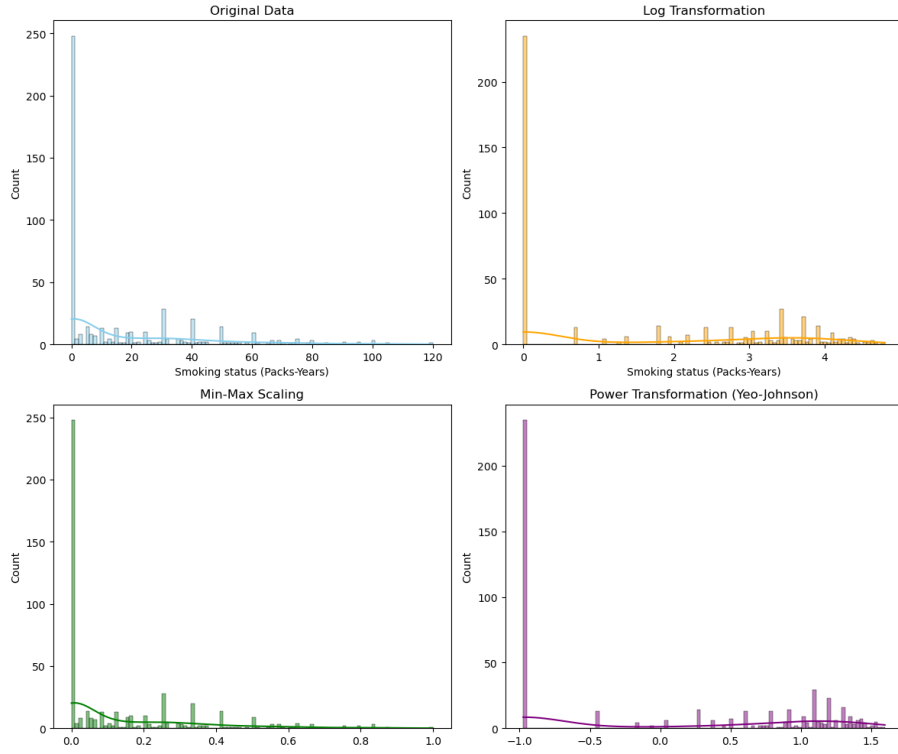 Original Data
Count
250
200
150
100
50
0
0 20 40 60 80 100 120
Smoking status (Packs-Years)
Log Transformation
Count
200
150
100
50
0
0 1 2 3 4
Smoking status (Packs-Years)
Min-Max Scaling
Count
250
200
150
100
50
0
0.0 0.2 0.4 0.6 0.8 1.0
Power Transformation (Yeo-Johnson)
Count
200
150
100
50
0
−1.0 −0.5 0.0 0.5 1.0 1.5